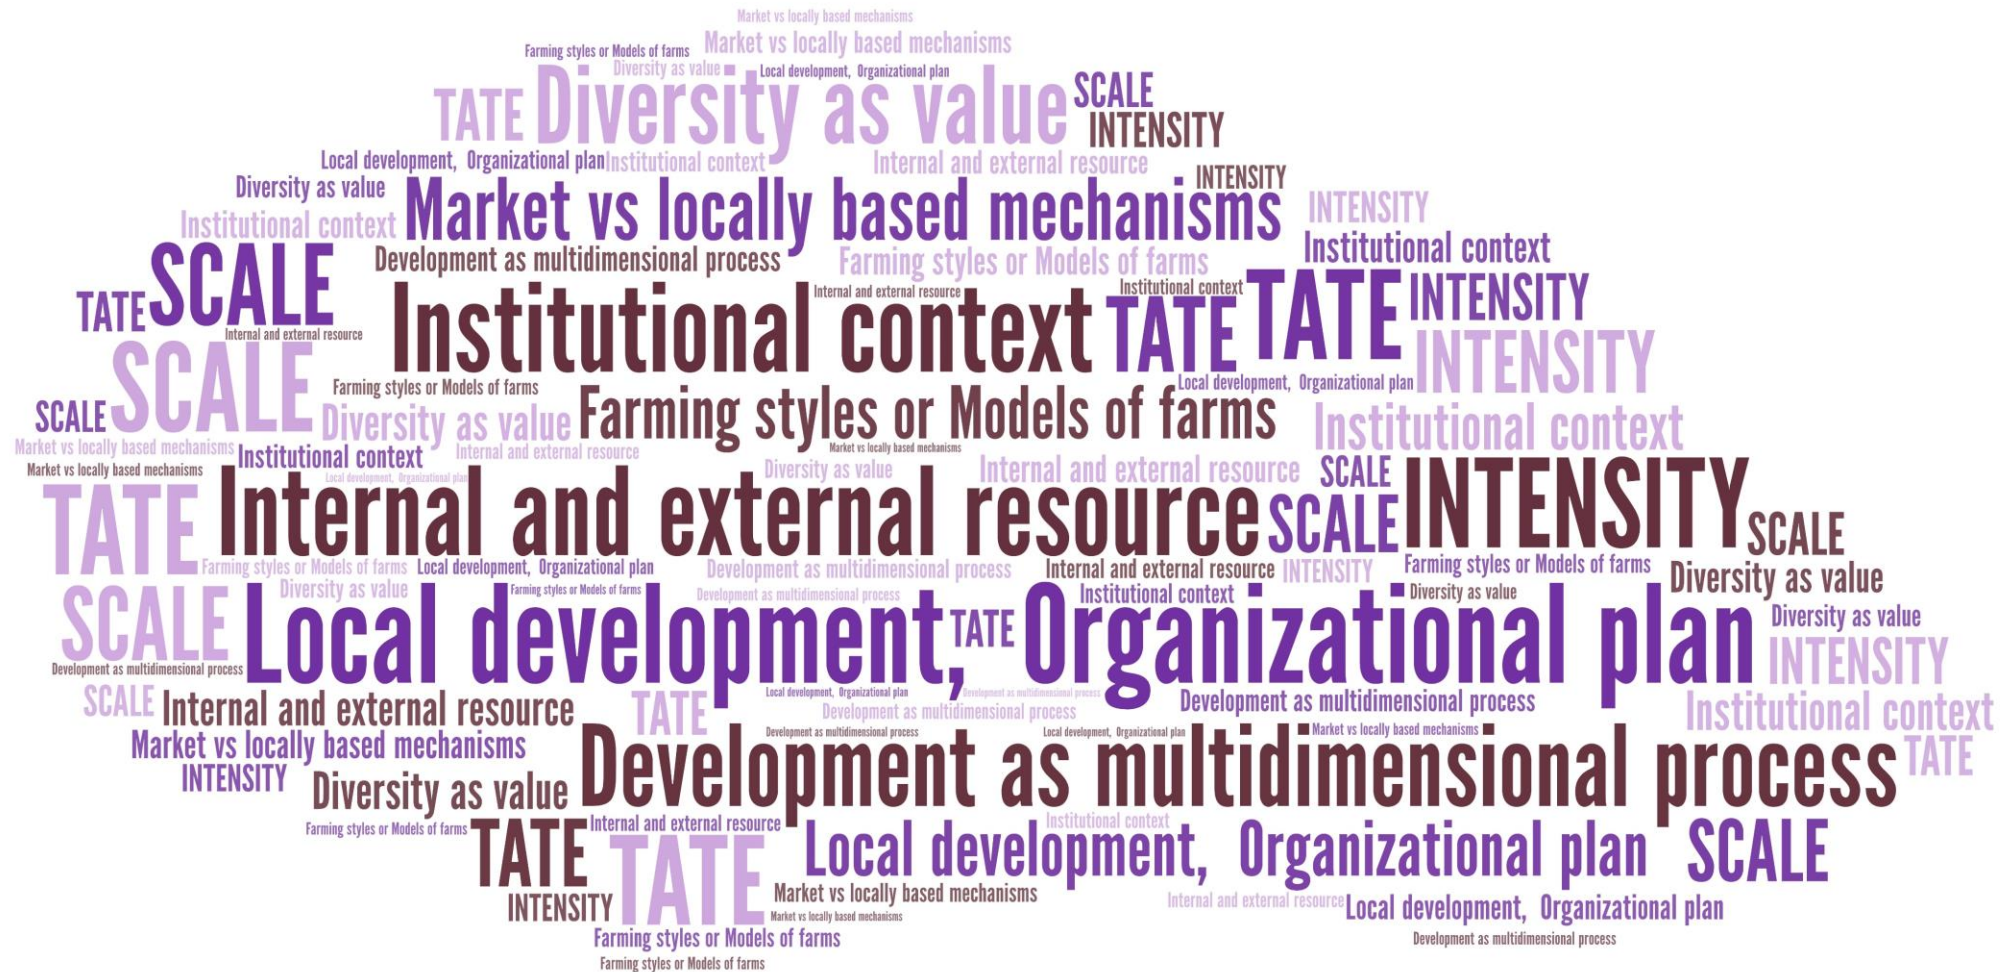 Market vs locally based mechanisms
Market vs locally based mechanisms
Farming styles or Models of farms
Diversity as value
Local development, Organizational plan
TATE
Diversity as value
SCALE
INTENSITY
Local development, Organizational plan
Institutional context
Internal and external resource
INTENSITY
Diversity as value
Market vs locally based mechanisms
INTENSITY
Institutional context
Institutional context
SCALE
Development as multidimensional process
Farming styles or Models of farms
TATE
Institutional context
Internal and external resource
Institutional context
TATE
TATE
INTENSITY
Internal and external resource
SCALE
INTENSITY
Farming styles or Models of farms
Local development, Organizational plan
SCALE
Diversity as value
Farming styles or Models of farms
Institutional context
Market vs locally based mechanisms
Institutional context
Internal and external resource
Market vs locally based mechanisms
Market vs locally based mechanisms
Local development, Organizational plan
Diversity as value
Internal and external resource
SCALE
TATE
Internal and external resource
SCALE
INTENSITY
SCALE
Farming styles or Models of farms
Local development, Organizational plan
Development as multidimensional process
Internal and external resource
INTENSITY
Farming styles or Models of farms
Diversity as value
SCALE
Diversity as value
Farming styles or Models of farms
Development as multidimensional process
Institutional context
Diversity as value
Diversity as value
Local development, Organizational plan
TATE
INTENSITY
Development as multidimensional process
SCALE
Internal and external resource
TATE
Local development, Organizational plan
Development as multidimensional process
Development as multidimensional process
Development as multidimensional process
Institutional context
Market vs locally based mechanisms
Development as multidimensional process
Local development, Organizational plan
Market vs locally based mechanisms
INTENSITY
Diversity as value
Development as multidimensional process
TATE
Farming styles or Models of farms
TATE
Internal and external resource
Institutional context
Local development, Organizational plan
SCALE
INTENSITY
TATE
Market vs locally based mechanisms
Market vs locally based mechanisms
Internal and external resource
Local development, Organizational plan
Farming styles or Models of farms
Development as multidimensional process
Farming styles or Models of farms